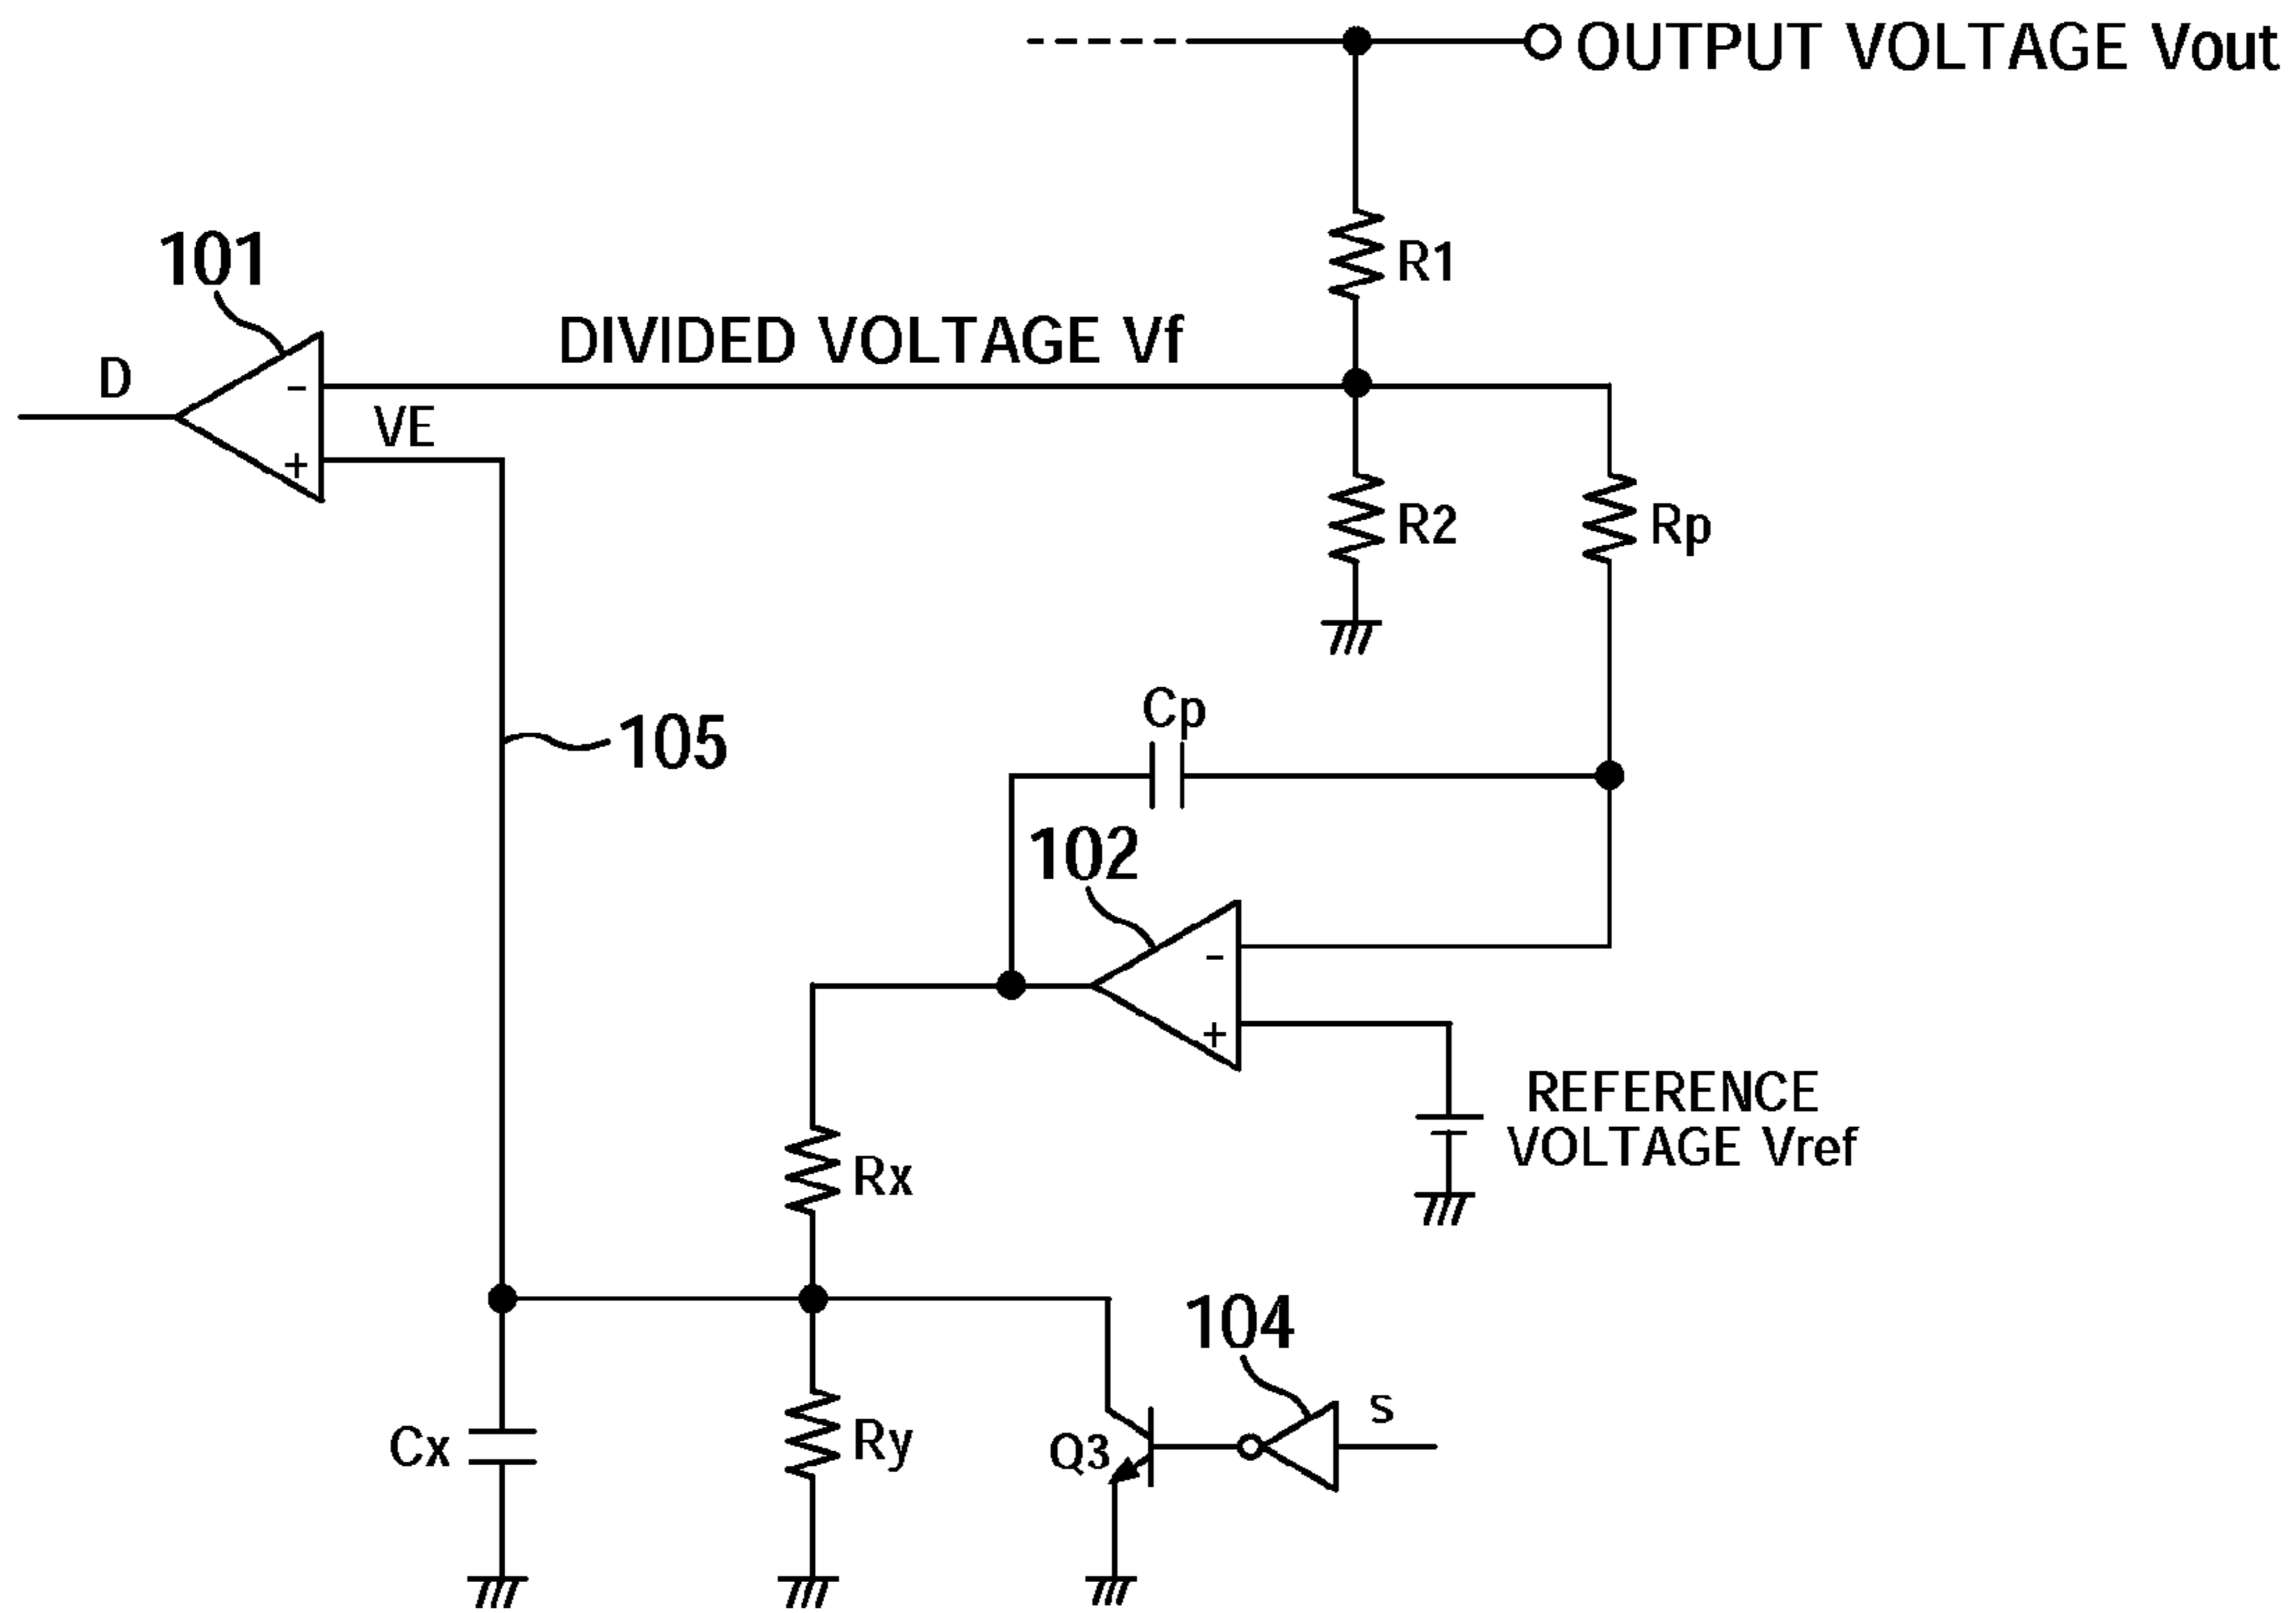 OUTPUT VOLTAGE Vout
101
R1
DIVIDED VOLTAGE Vf
D
-
VE
+
R2
Rp
Cp
105
102
-
+
REFERENCE
VOLTAGE Vref
Rx
104
S
Cx
Ry
Q3